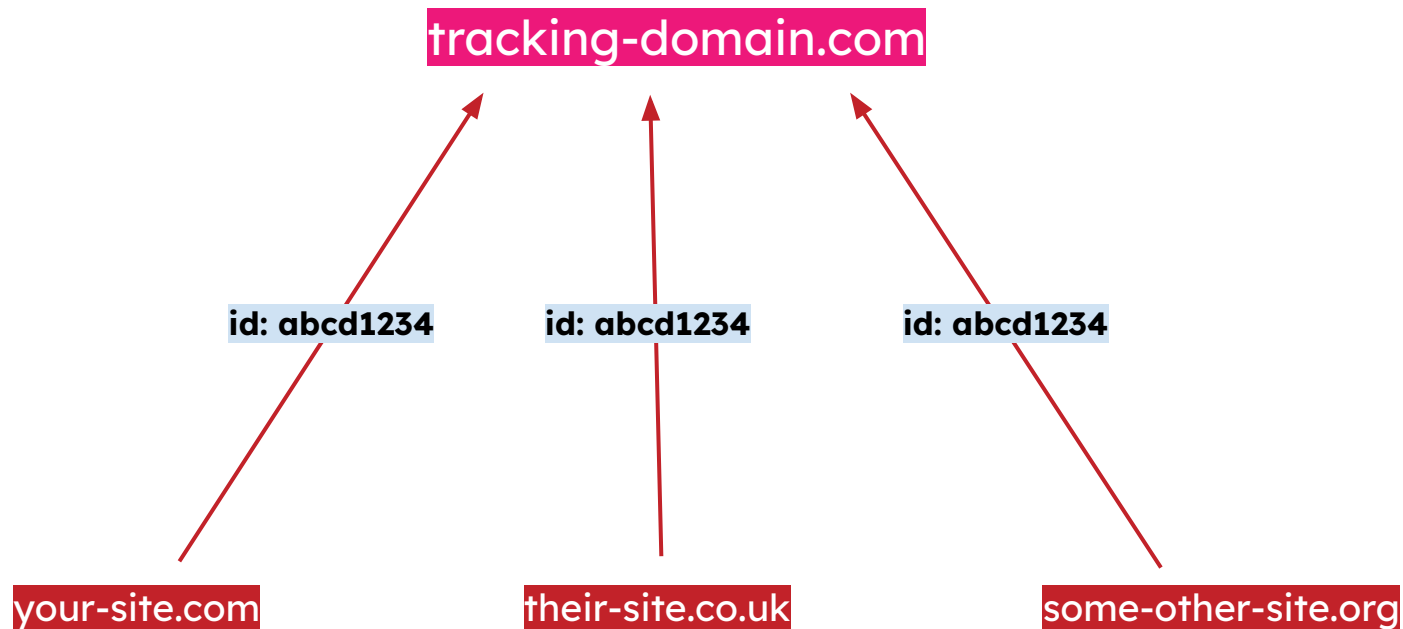 tracking-domain.com
id: abcd1234
id: abcd1234
id: abcd1234
your-site.com
their-site.co.uk
some-other-site.org